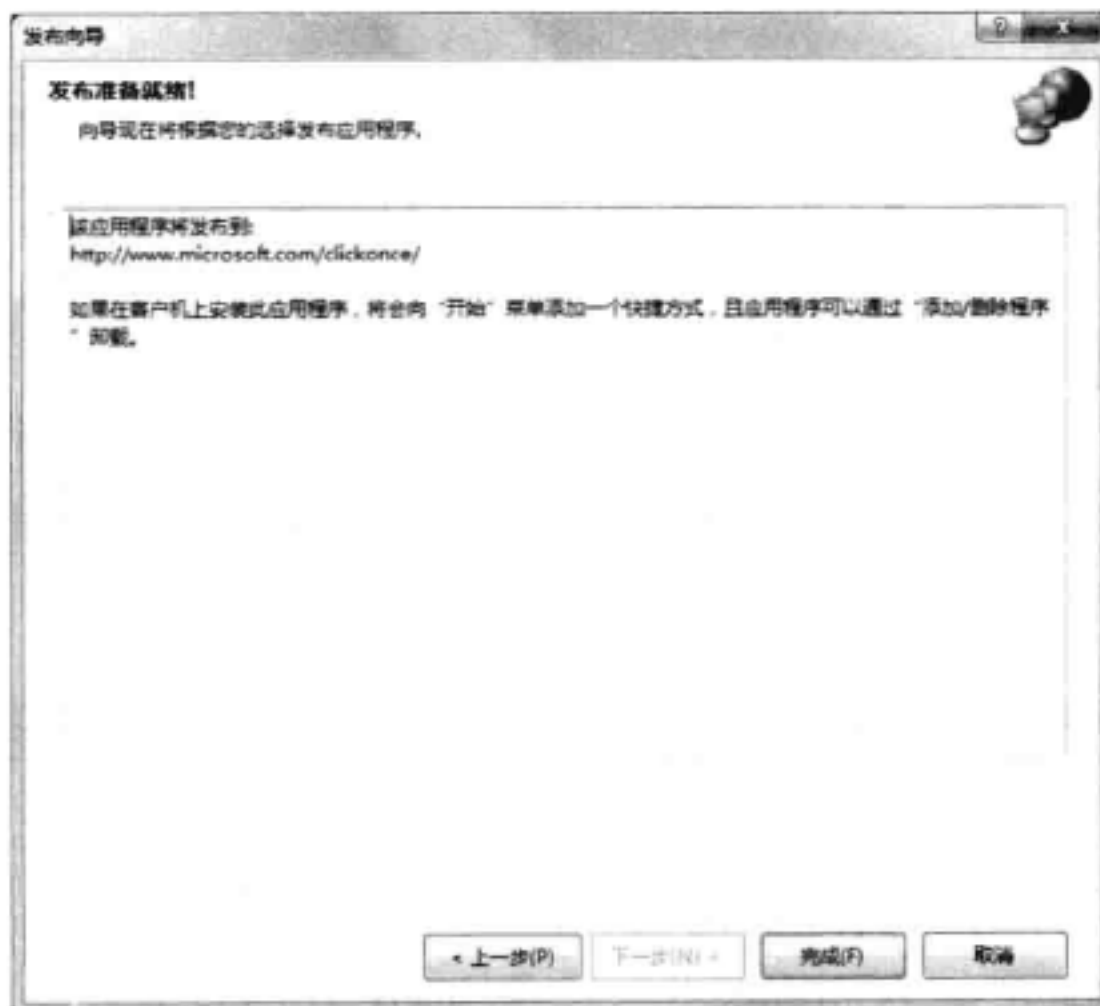 发布向导
发布准备就绪!
向导现在将根据您的选择发布应用程序。
该应用程序将发布到:
http://www.microsoft.com/clickonce/
如果在客户机上安装此应用程序，将会向“开始”菜单添加一个快捷方式，且应用程序可以通过“添加/删除程序
”卸载。
< 上一步(P)
下一步(N) >
完成(F)
取消